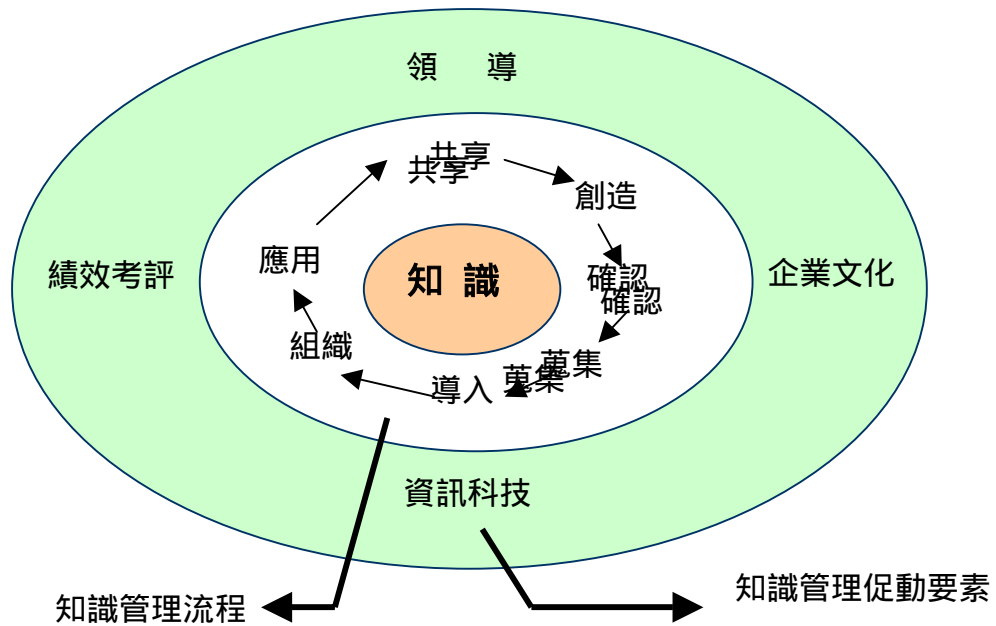 領 導
共享
共享
創造
應用
知 識
確認
確認
績效考評
企業文化
組織
蒐集
蒐集
導入
資訊科技
知識管理促動要素
知識管理流程